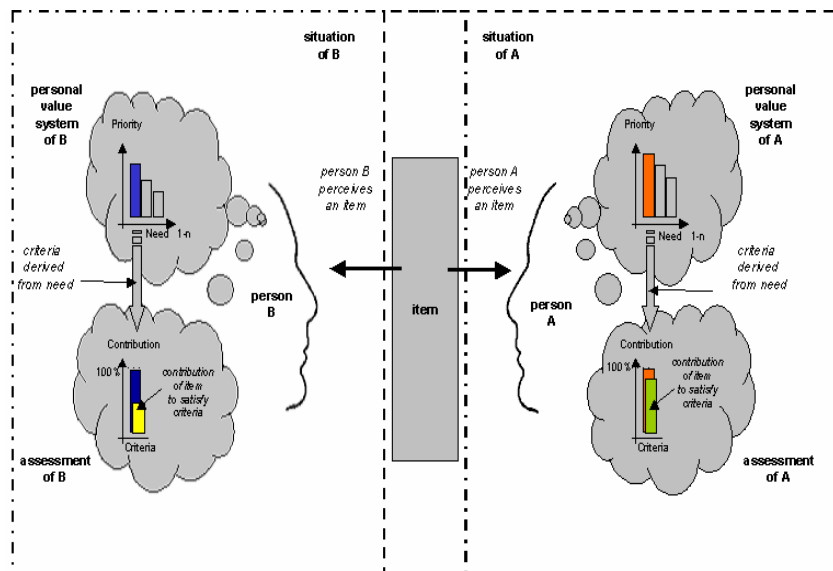 situation
of B
situation
of A
personal
value
system
of B
Priority
Need 1-n
person B
perceives
an item
person A
perceives
an item
personal
value
system
of A
Priority
Need 1-n
criteria
derived
from need
person
B
item
person
A
criteria
derived
from need
Contribution
100%
contribution
of item
to satisfy
criteria
Criteria
assessment
of B
Contribution
100%
contribution
of item
to satisfy
criteria
Criteria
assessment
of A